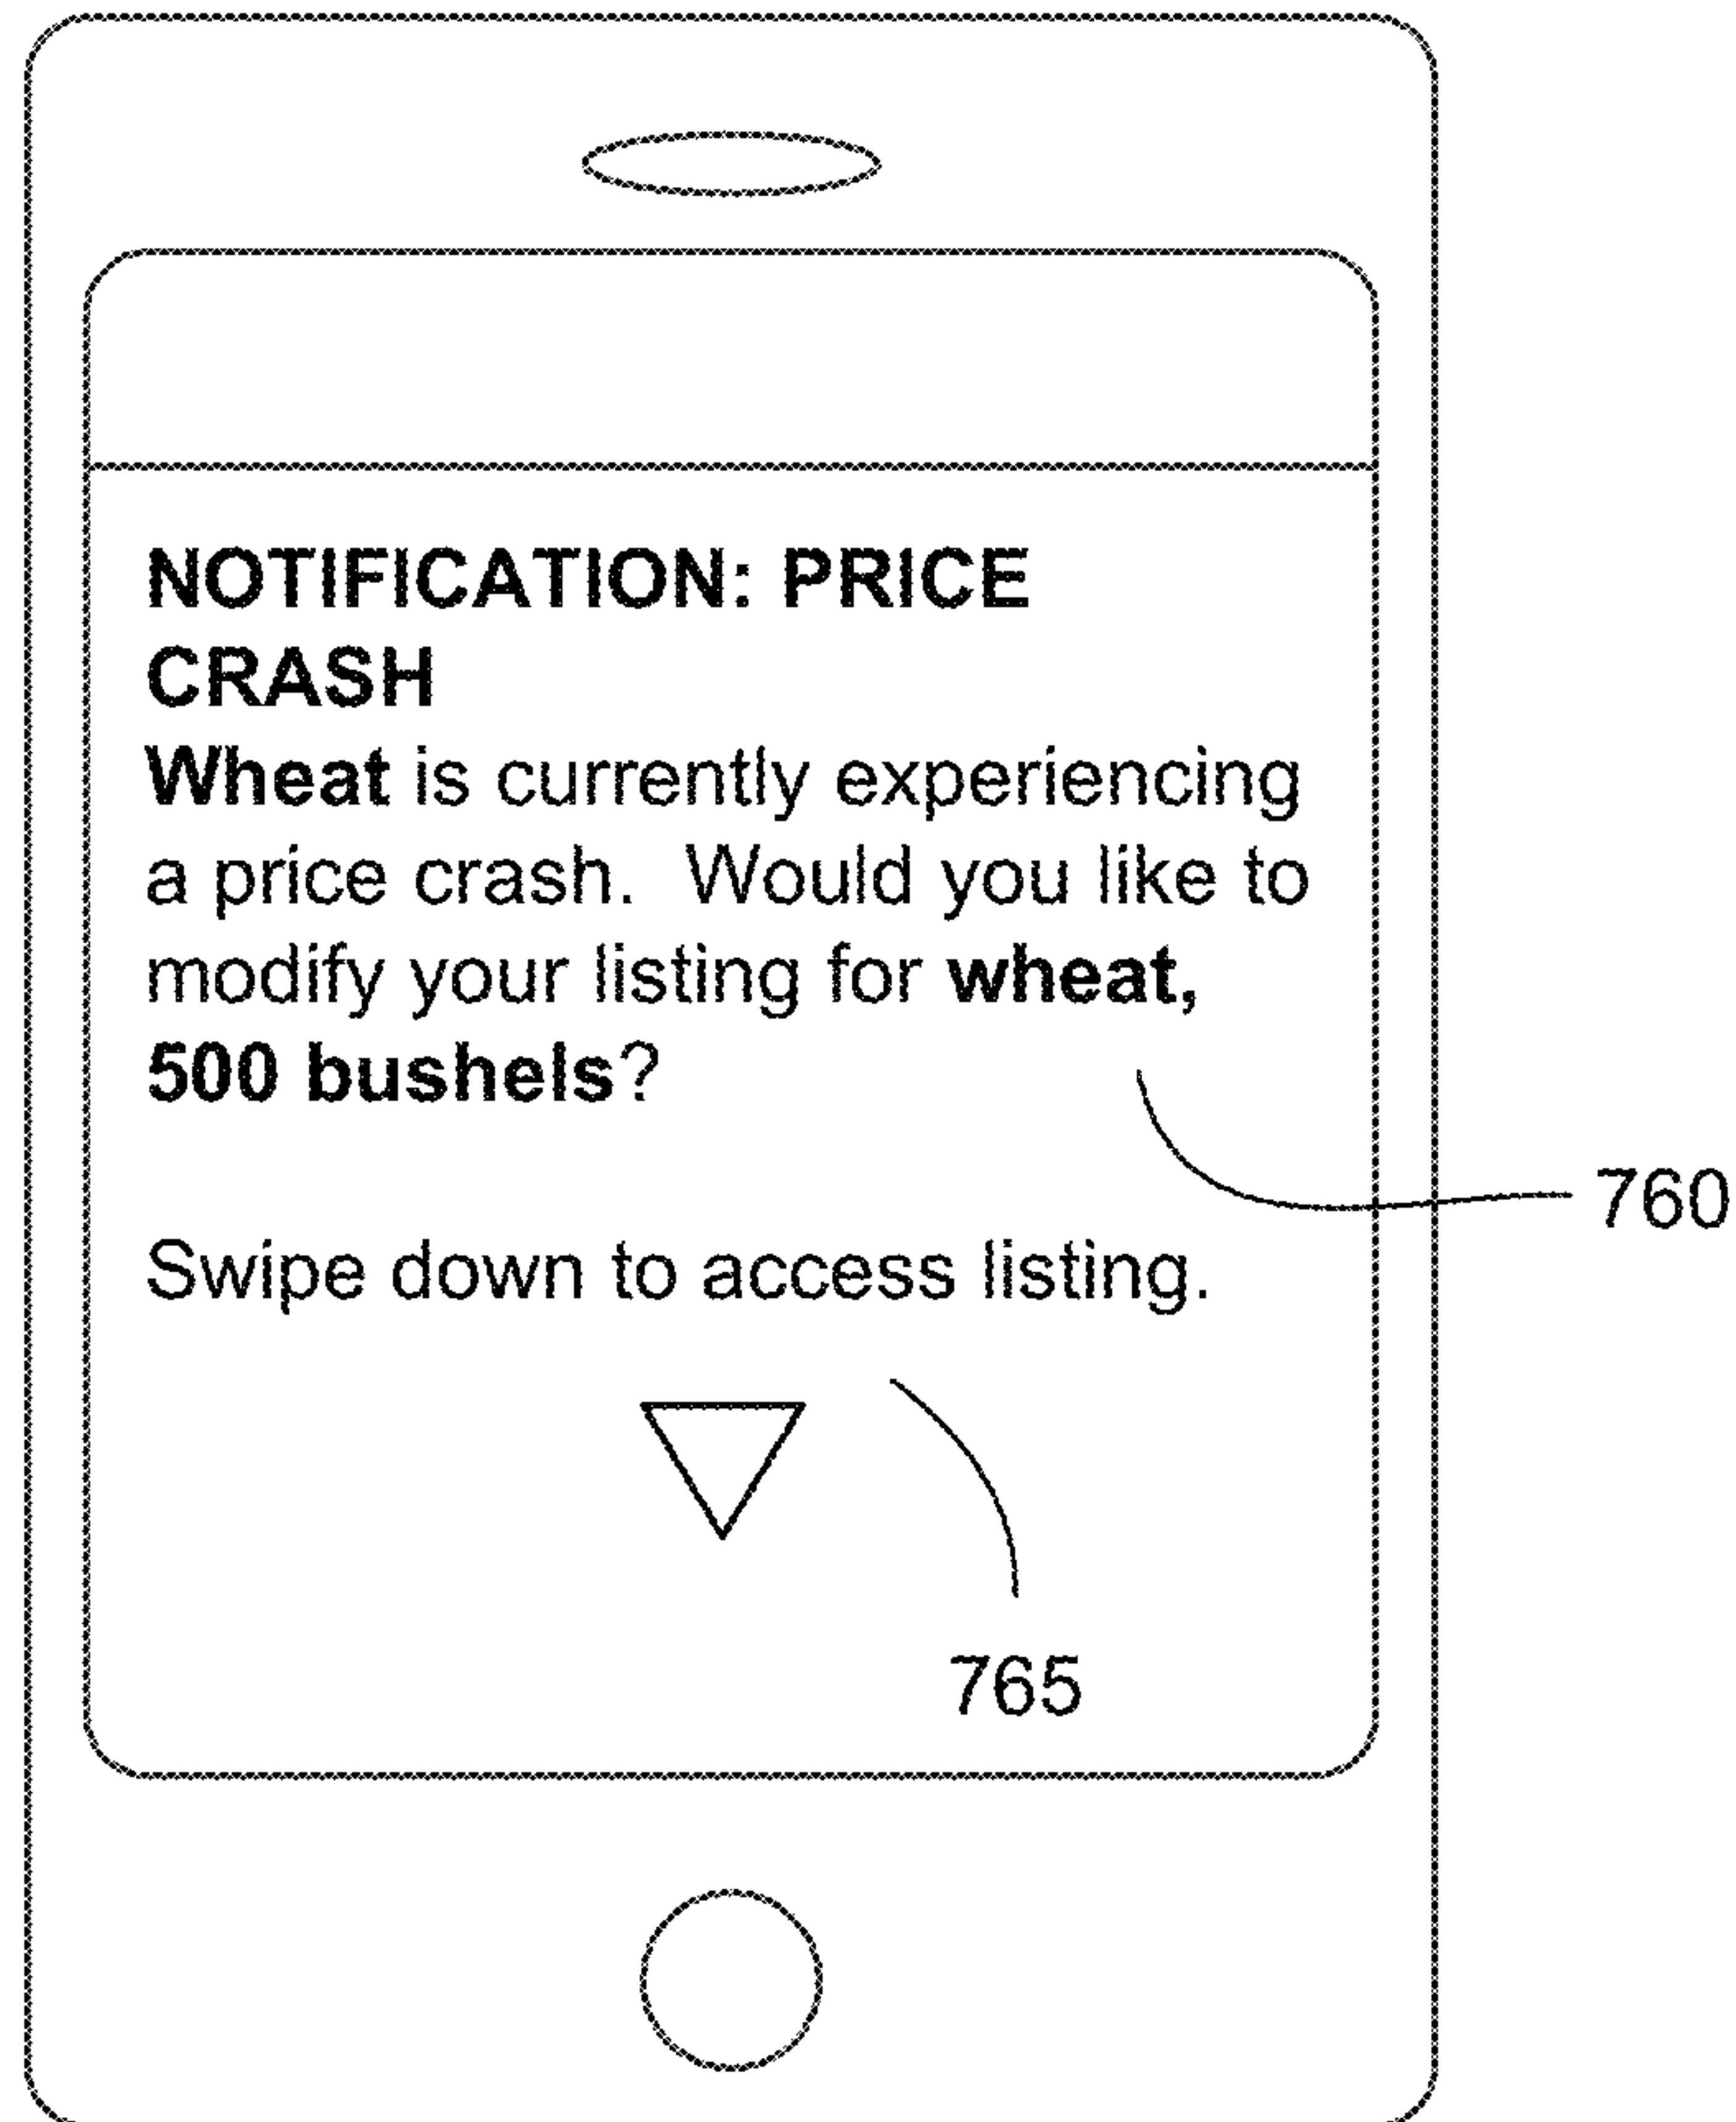 NOTIFICATION: PRICE
CRASH
Wheat is currently experiencing
a price crash.  Would you like to
modify your listing for wheat,
500 bushels?
760
Swipe down to access listing.
765